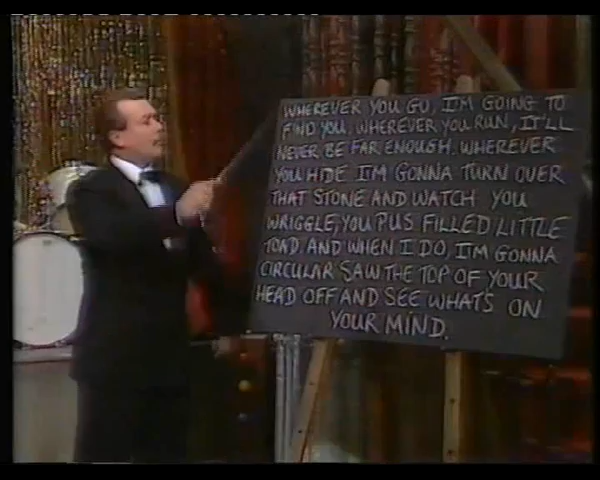 WHEREVER YOU GO, I'M GOING TO
FIND YOU. WHEREVER YOU RUN, IT'LL
NEVER BE FAR ENOUGH. WHEREVER
YOU HIDE I'M GONNA TURN OVER
THAT STONE AND WATCH YOU
WRIGGLE, YOU PUS FILLED LITTLE
TOAD AND WHEN I DO, I'M GONNA
CIRCULAR SAW THE TOP OF YOUR
HEAD OFF AND SEE WHATS ON
YOUR MIND.